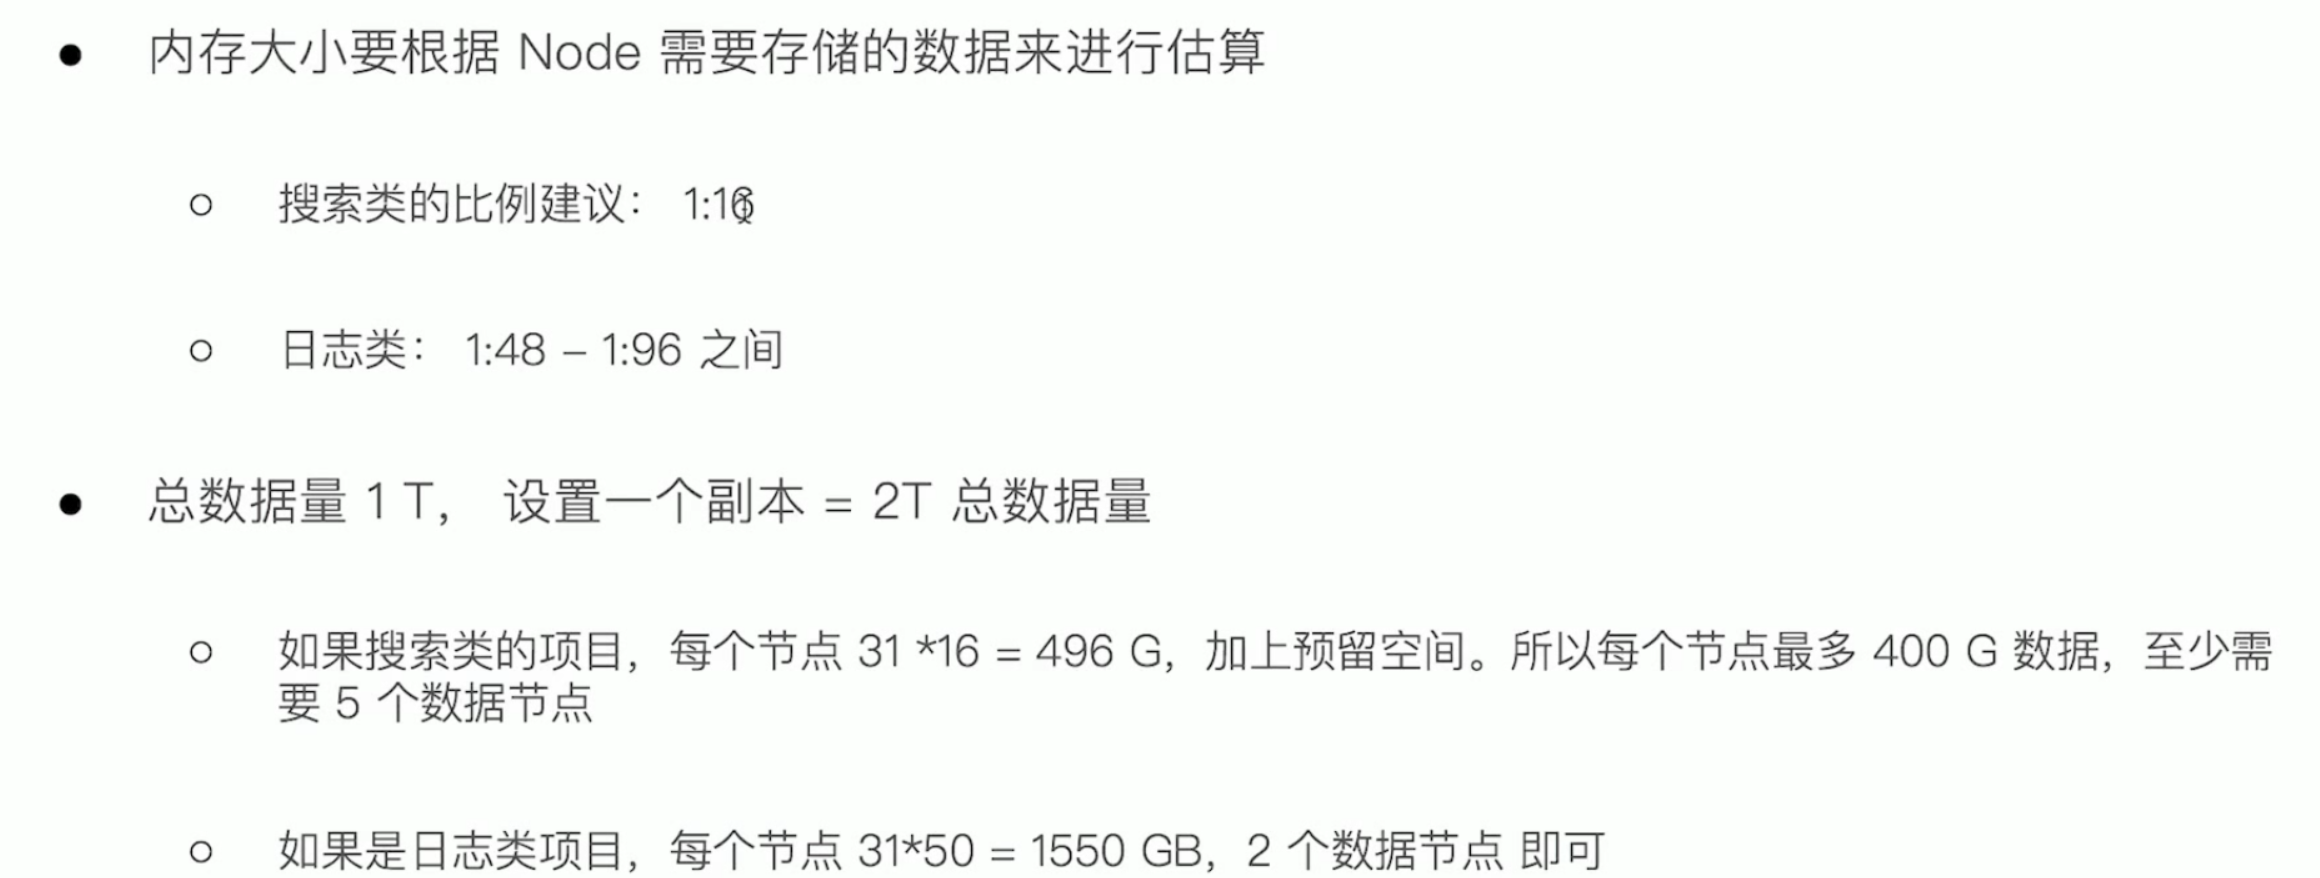 ● 内存大小要根据 Node 需要存储的数据来进行估算
○ 搜索类的比例建议： 1:16
○ 日志类： 1:48 – 1:96 之间
● 总数据量 1 T， 设置一个副本 = 2T 总数据量
○ 如果搜索类的项目，每个节点 31 *16 = 496 G，加上预留空间。所以每个节点最多 400 G 数据，至少需
要 5 个数据节点
○ 如果是日志类项目，每个节点 31*50 = 1550 GB，2 个数据节点 即可